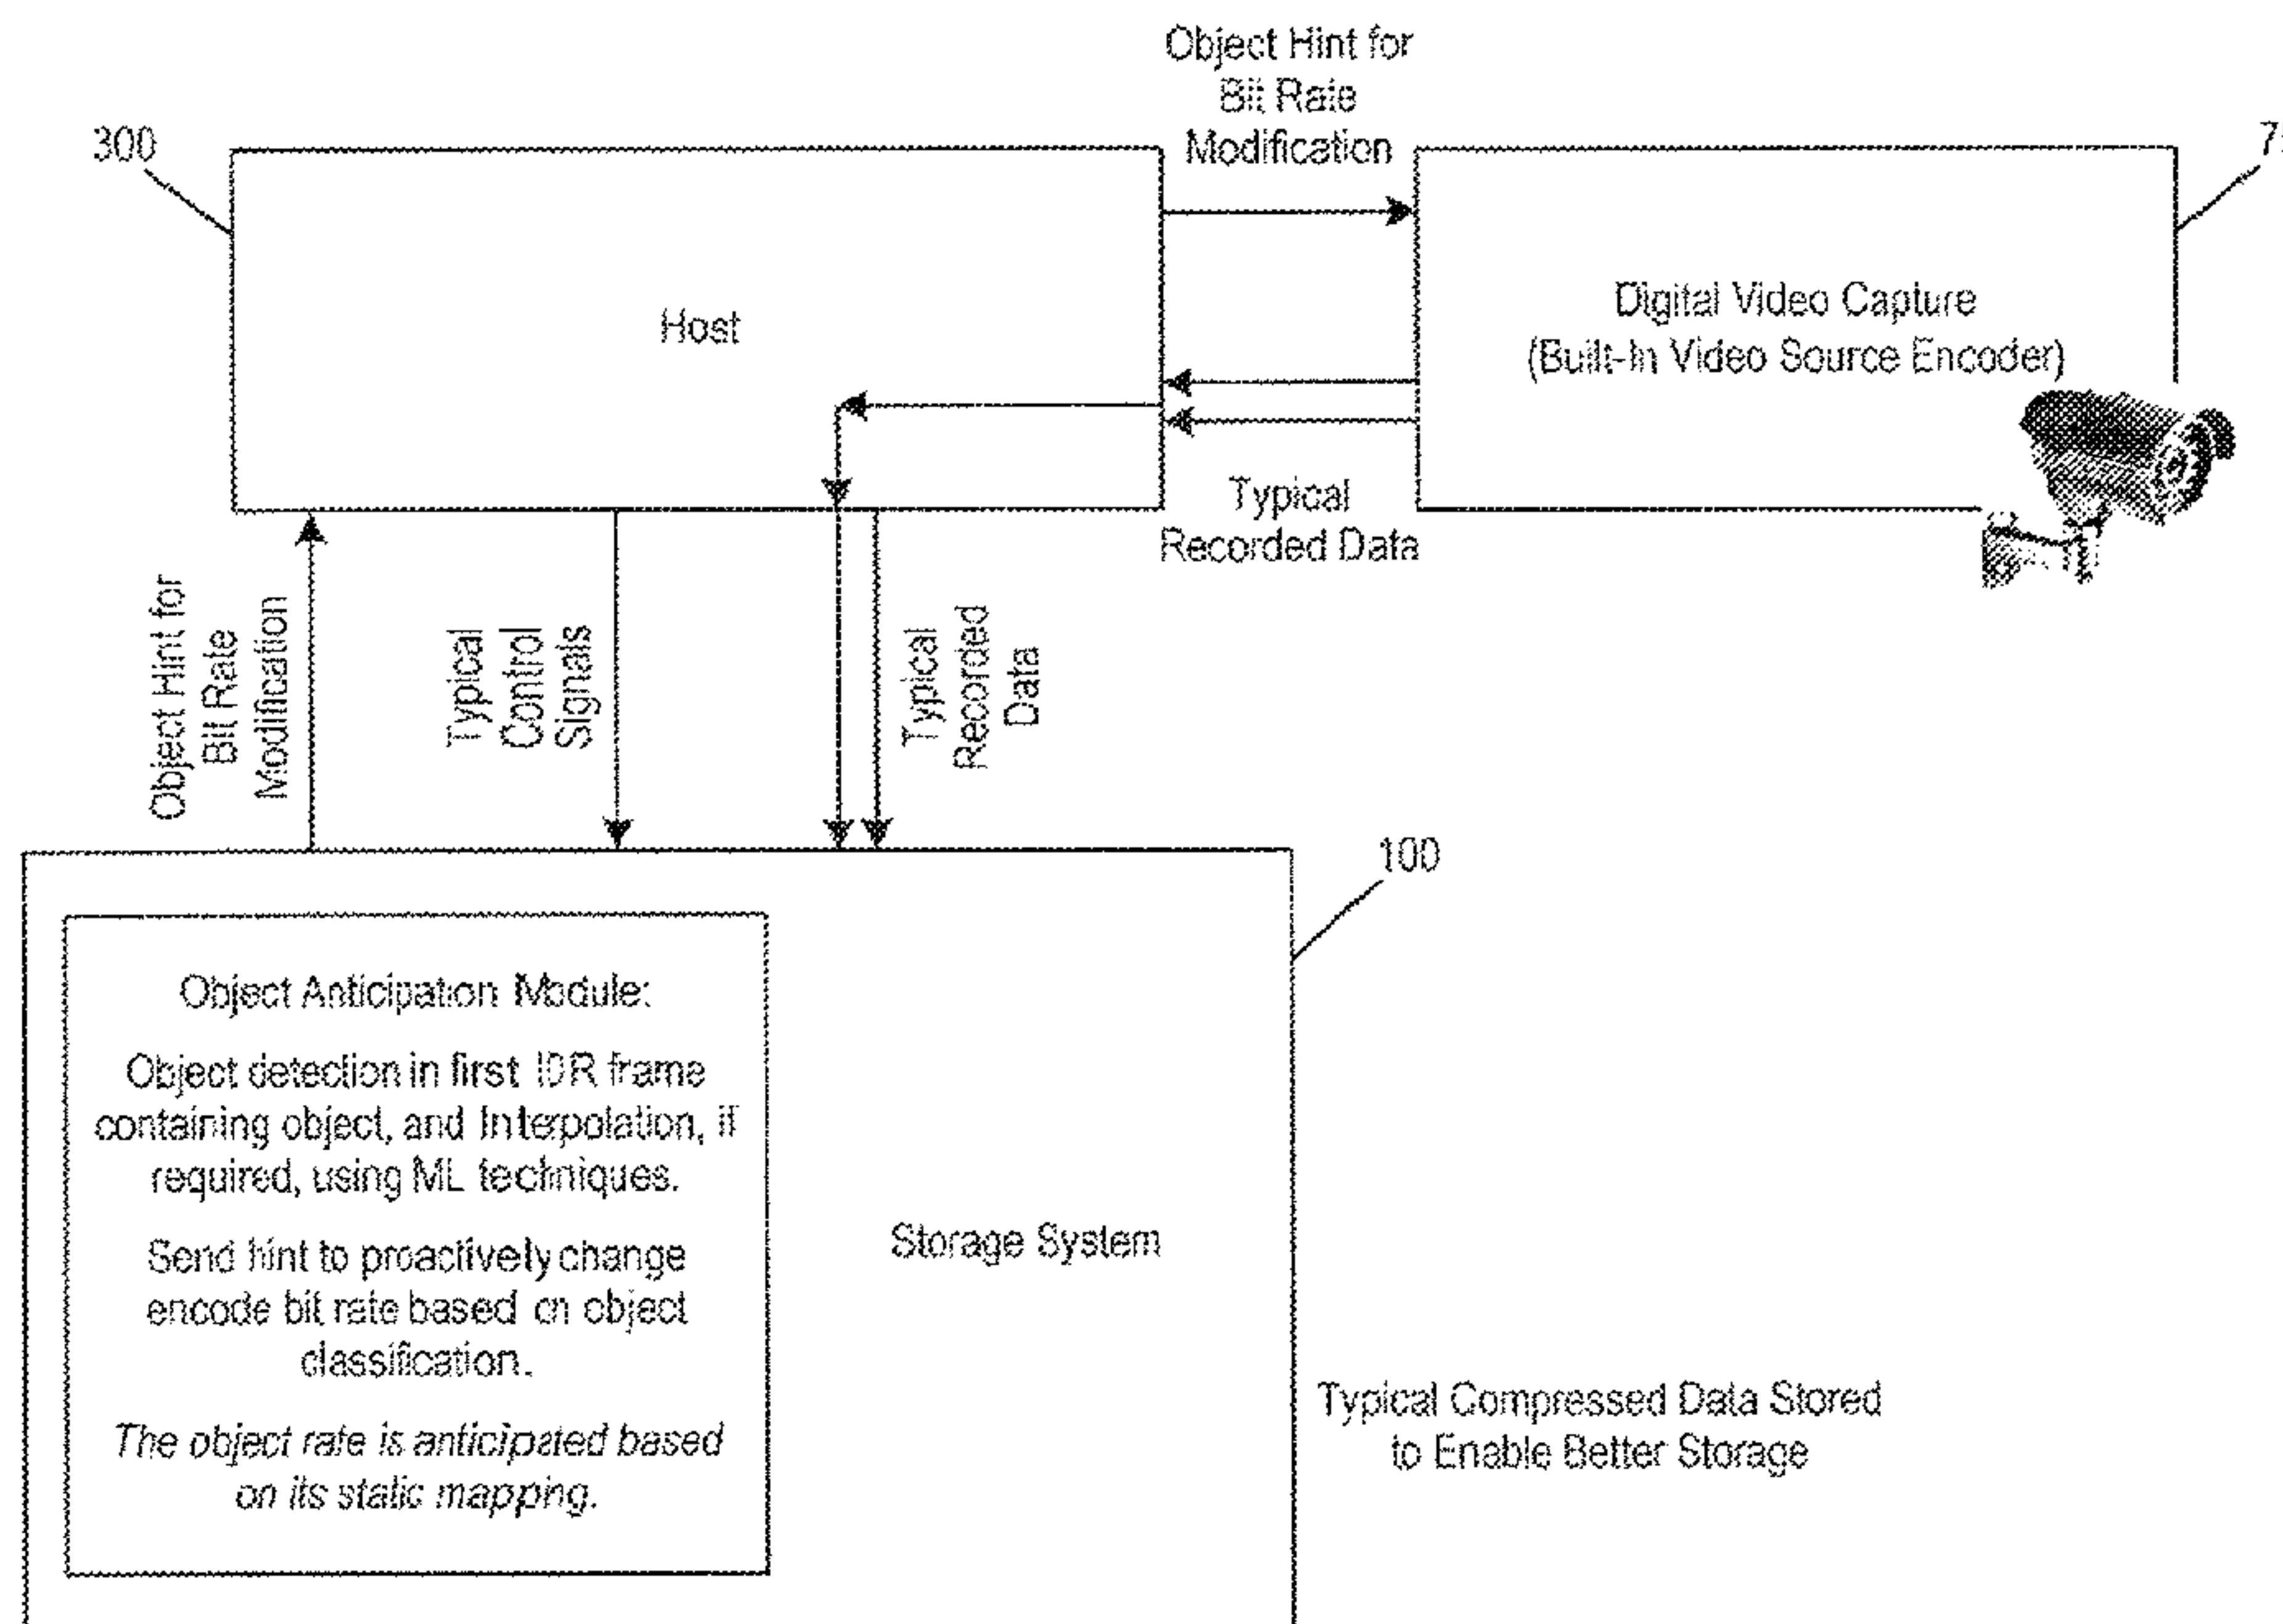 Object Hint for
Bit Rate
Modification
300
Host
Digital Video Capture
(Built-In Video Source Encoder)
Typical
Recorded Data
Object Hint for
Bit Rate
Modification
Typical
Control
Signals
Typical
Recorded
Data
100
Object Anticipation Module:
Object detection in first IDR frame
containing object, and Interpolation, if
required, using ML techniques.
Send hint to proactively change
encode bit rate based on object
classification.
The object rate is anticipated based
on its static mapping.
Storage System
Typical Compressed Data Stored
to Enable Better Storage